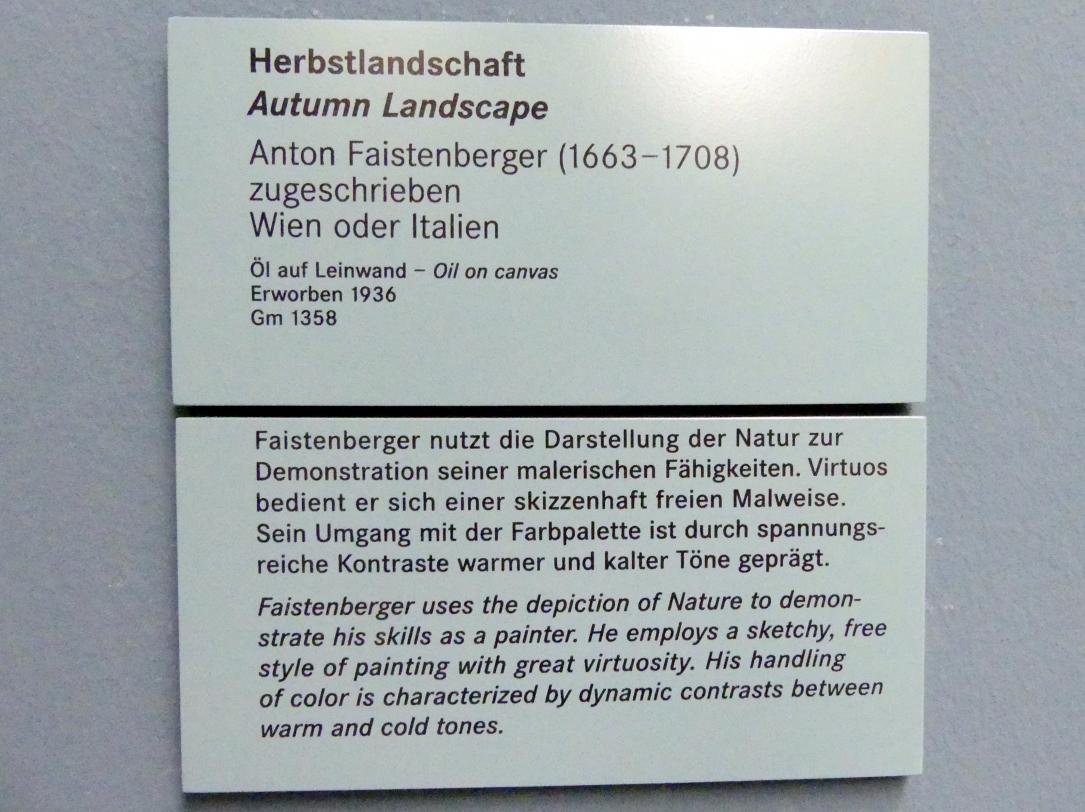 Herbstlandschaft
Autumn Landscape
Anton Faistenberger (1663–1708)
zugeschrieben
Wien oder Italien
Öl auf Leinwand – Oil on canvas
Erworben 1936
Gm 1358
Faistenberger nutzt die Darstellung der Natur zur
Demonstration seiner malerischen Fähigkeiten. Virtuos
bedient er sich einer skizzenhaft freien Malweise.
Sein Umgang mit der Farbpalette ist durch spannungs-
reiche Kontraste warmer und kalter Töne geprägt.
Faistenberger uses the depiction of Nature to demon-
strate his skills as a painter. He employs a sketchy, free
style of painting with great virtuosity. His handling
of color is characterized by dynamic contrasts between
warm and cold tones.